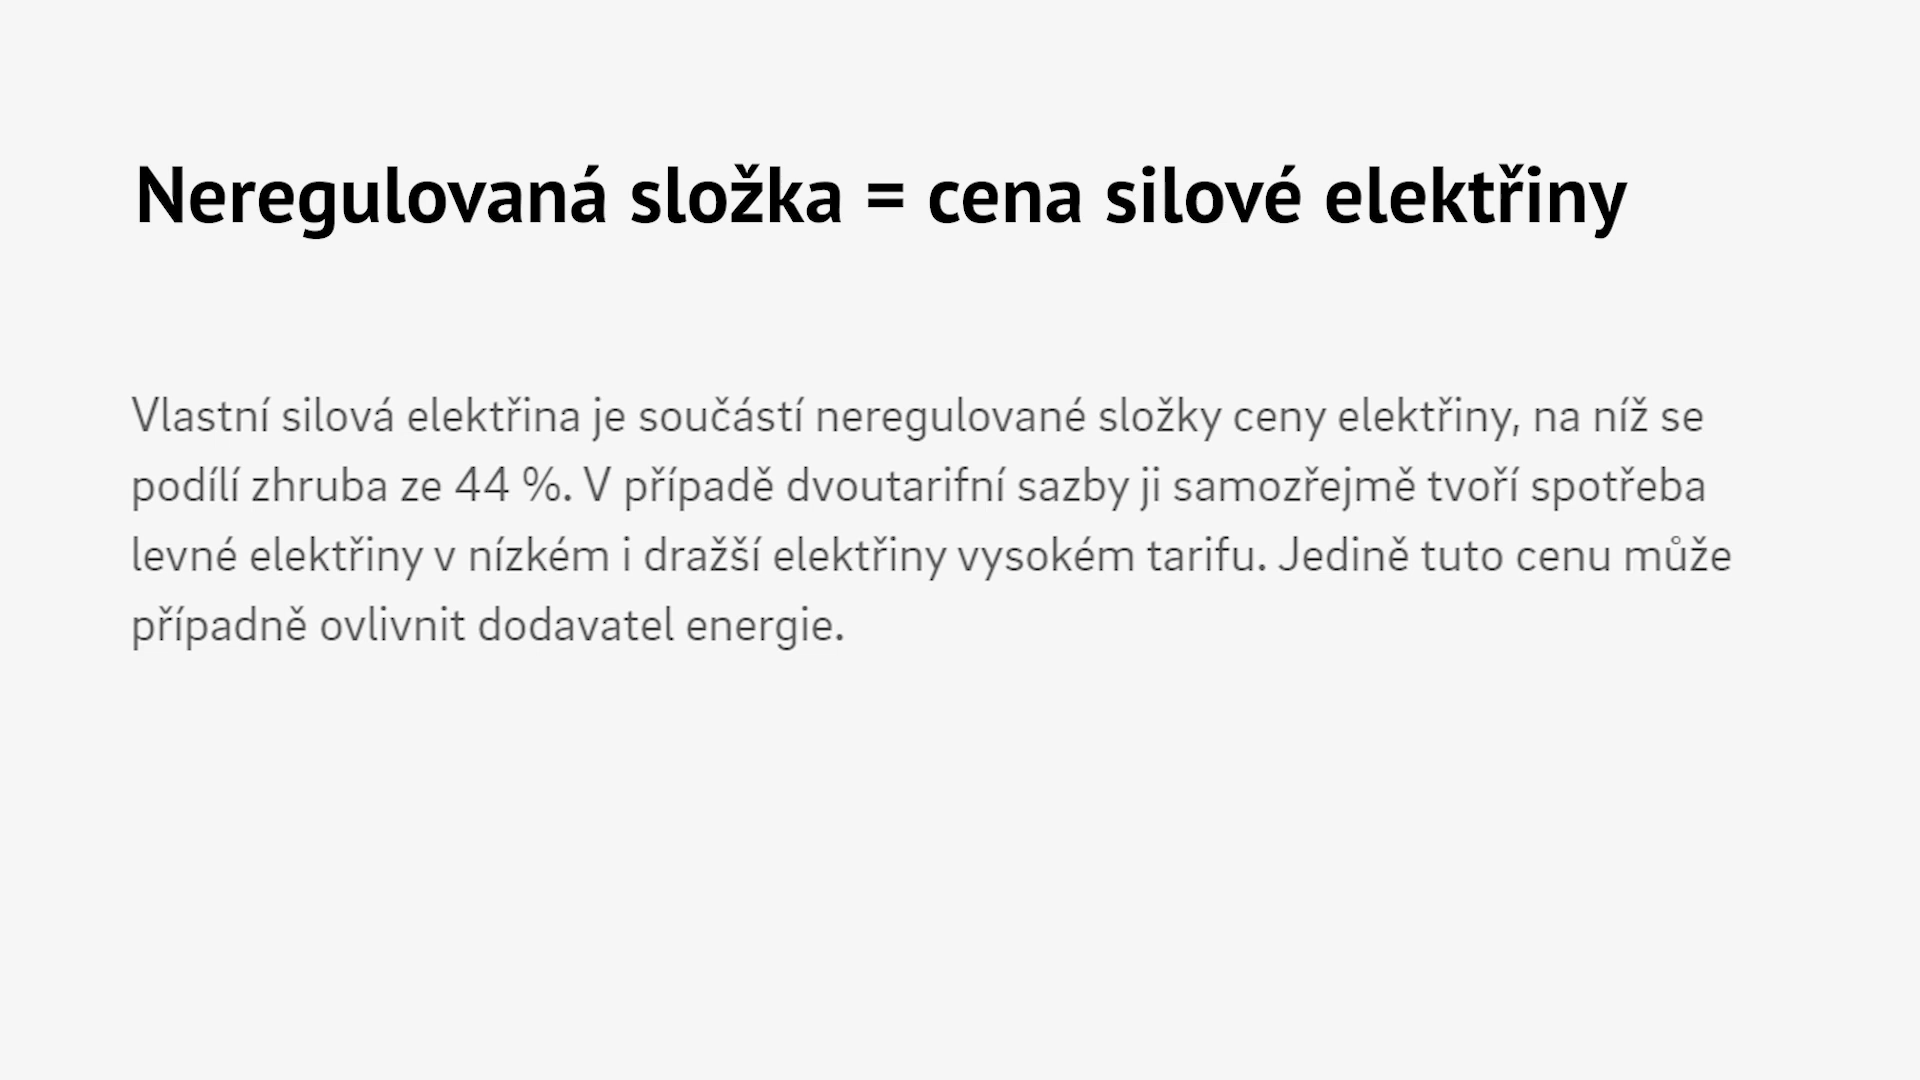 Neregulovaná složka = cena silové elektřiny
Vlastní silová elektřina je součástí neregulované složky ceny elektřiny, na níž se
podílí zhruba ze 44 %. V případě dvoutarifní sazby ji samozřejmě tvoří spotřeba
levné elektřiny v nízkém i dražší elektřiny vysokém tarifu. Jedině tuto cenu může
případně ovlivnit dodavatel energie.